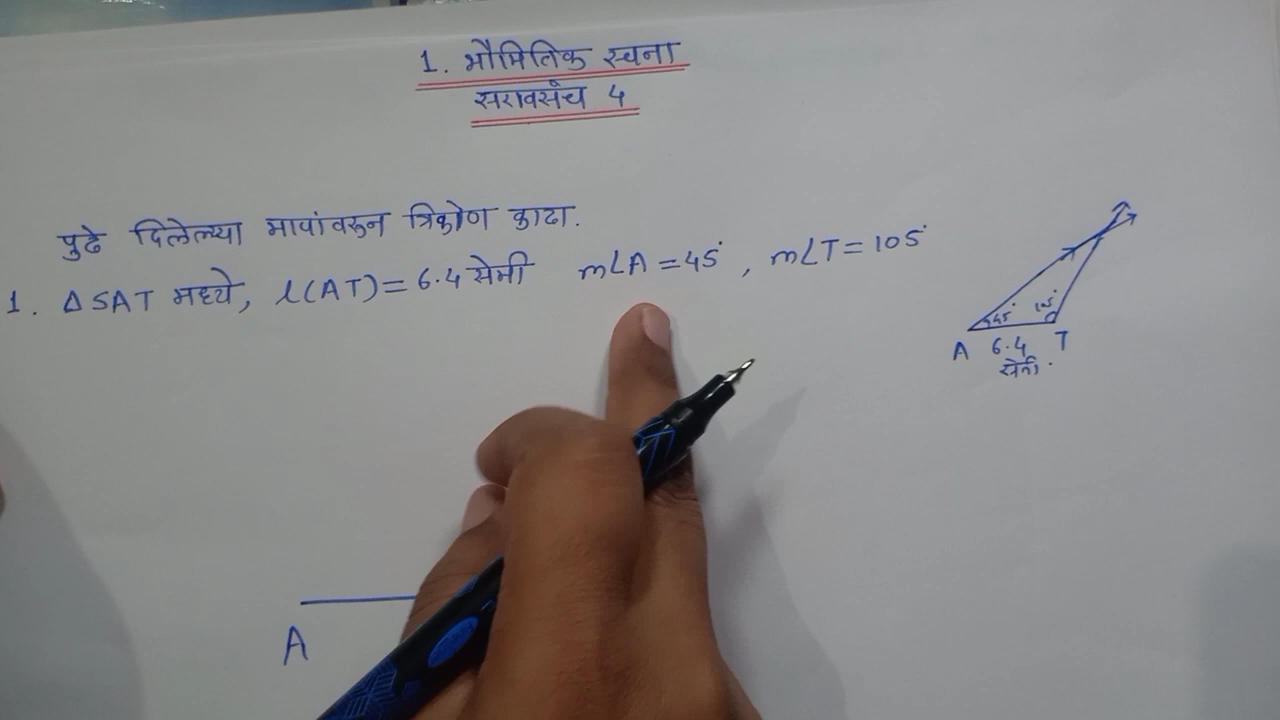 1. भौमितिक रचना
सरावसंच 4
पुढे दिलेल्या मापांवरून त्रिकोण काढा.
1. ΔSAT मध्ये, l(AT)=6.4 सेमी m∠A=45°, m∠T=105°
45° 105°
A 6.4 T
सेमी.
A